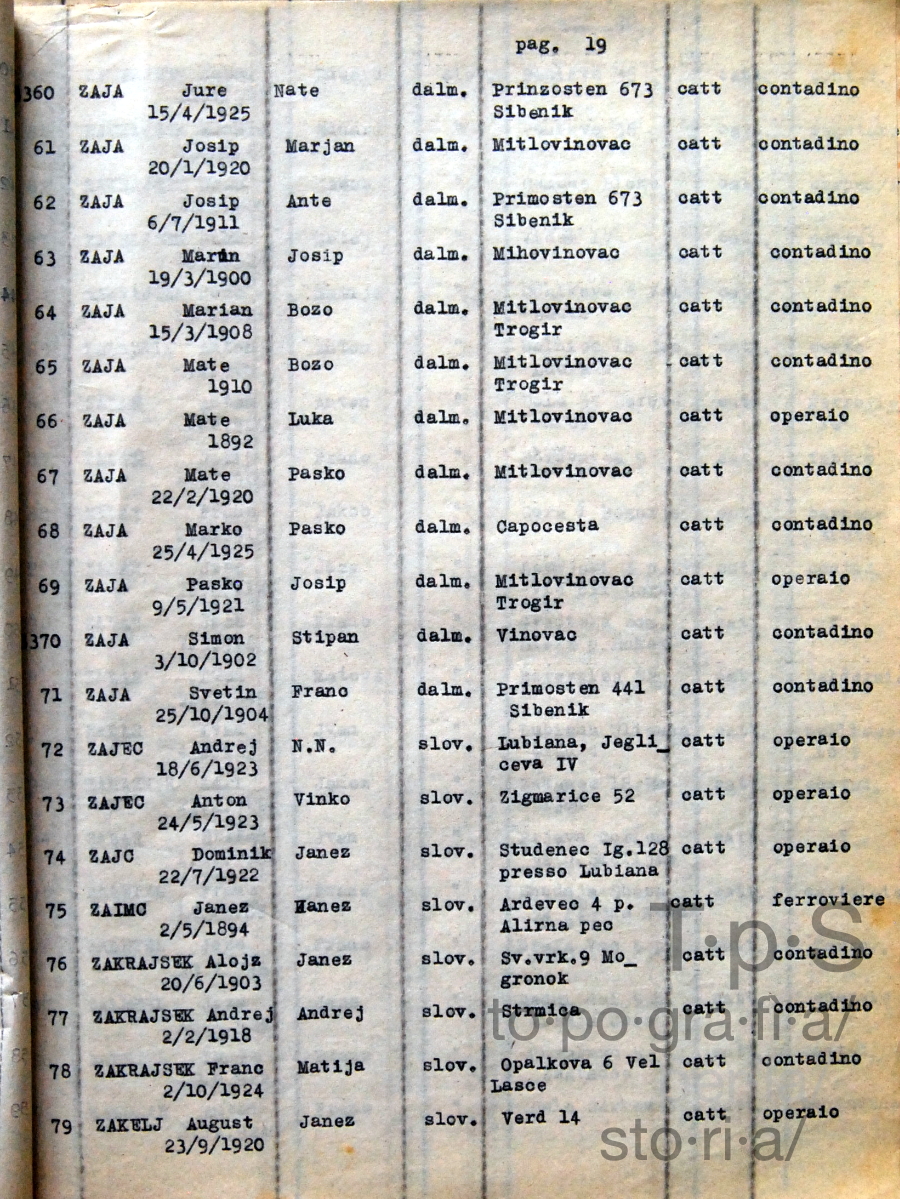 pag. 19
360 ZAJA Jure Nate dalm. Prinzosten 673 catt contadino
15/4/1925 Sibenik
61 ZAJA Josip Marjan dalm. Mitlovinovac catt contadino
20/1/1920
62 ZAJA Josip Ante dalm. Primosten 673 catt contadino
6/7/1911 Sibenik
63 ZAJA Marin Josip dalm. Mihovinovac catt contadino
19/3/1900
64 ZAJA Marian Bozo dalm. Mitlovinovac catt contadino
15/3/1908 Trogir
65 ZAJA Mate Bozo dalm. Mitlovinovac catt contadino
1910 Trogir
66 ZAJA Mate Luka dalm. Mitlovinovac catt operaio
1892
67 ZAJA Mate Pasko dalm. Mitlovinovac catt contadino
22/2/1920
68 ZAJA Marko Pasko dalm. Capocesta catt contadino
25/4/1925
69 ZAJA Pasko Josip dalm. Mitlovinovac catt operaio
9/5/1921 Trogir
370 ZAJA Simon Stipan dalm. Vinovac catt contadino
3/10/1902
71 ZAJA Svetin Franc dalm. Primosten 441 catt contadino
25/10/1904 Sibenik
72 ZAJEC Andrej N.N. slov. Lubiana, Jegli_ catt operaio
18/6/1923 ceva IV
73 ZAJEC Anton Vinko slov. Zigmarice 52 catt operaio
24/5/1923
74 ZAJC Dominik Janez slov. Studenec Ig.128 catt operaio
22/7/1922 presso Lubiana
75 ZAIMC Janez Hanez slov. Ardevec 4 p. catt ferroviere
2/5/1894 Alirna pec
76 ZAKRAJSEK Alojz Janez slov. Sv.vrk.9 Mo_ catt contadino
20/6/1903 gronok
77 ZAKRAJSEK Andrej Andrej slov. Strmica catt contadino
2/2/1918
78 ZAKRAJSEK Franc Matija slov. Opalkova 6 Vel catt contadino
2/10/1924 Lasce
79 ZAKELJ August Janez slov. Verd 14 catt operaio
23/9/1920
T·p·S
to·po·gra·fi·a/
sto·ri·a/